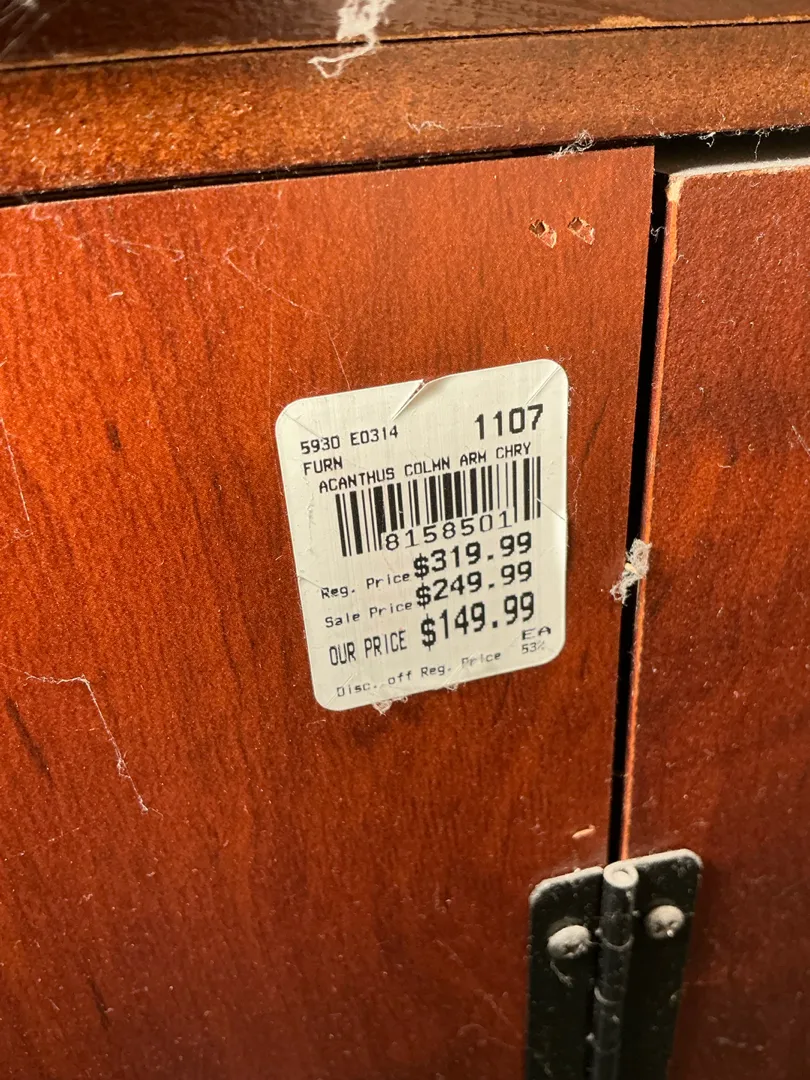 5930 E0314 1107
FURN
ACANTHUS COLMN ARM CHRY
8158501
Reg. Price $319.99
Sale Price $249.99
OUR PRICE $149.99
EA
Disc. off Reg. Price 53%